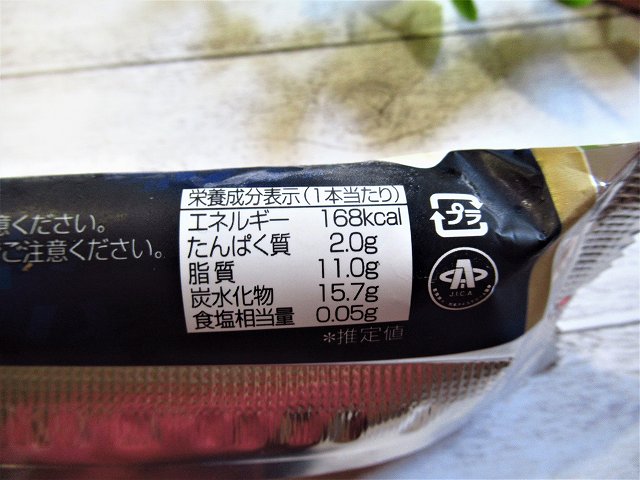 意ください。
ご注意ください。
栄養成分表示(1本当たり)
エネルギー 168kcal
たんぱく質 2.0g
脂質 11.0g
炭水化物 15.7g
食塩相当量 0.05g
*推定値
プラ
J.I.C.A.